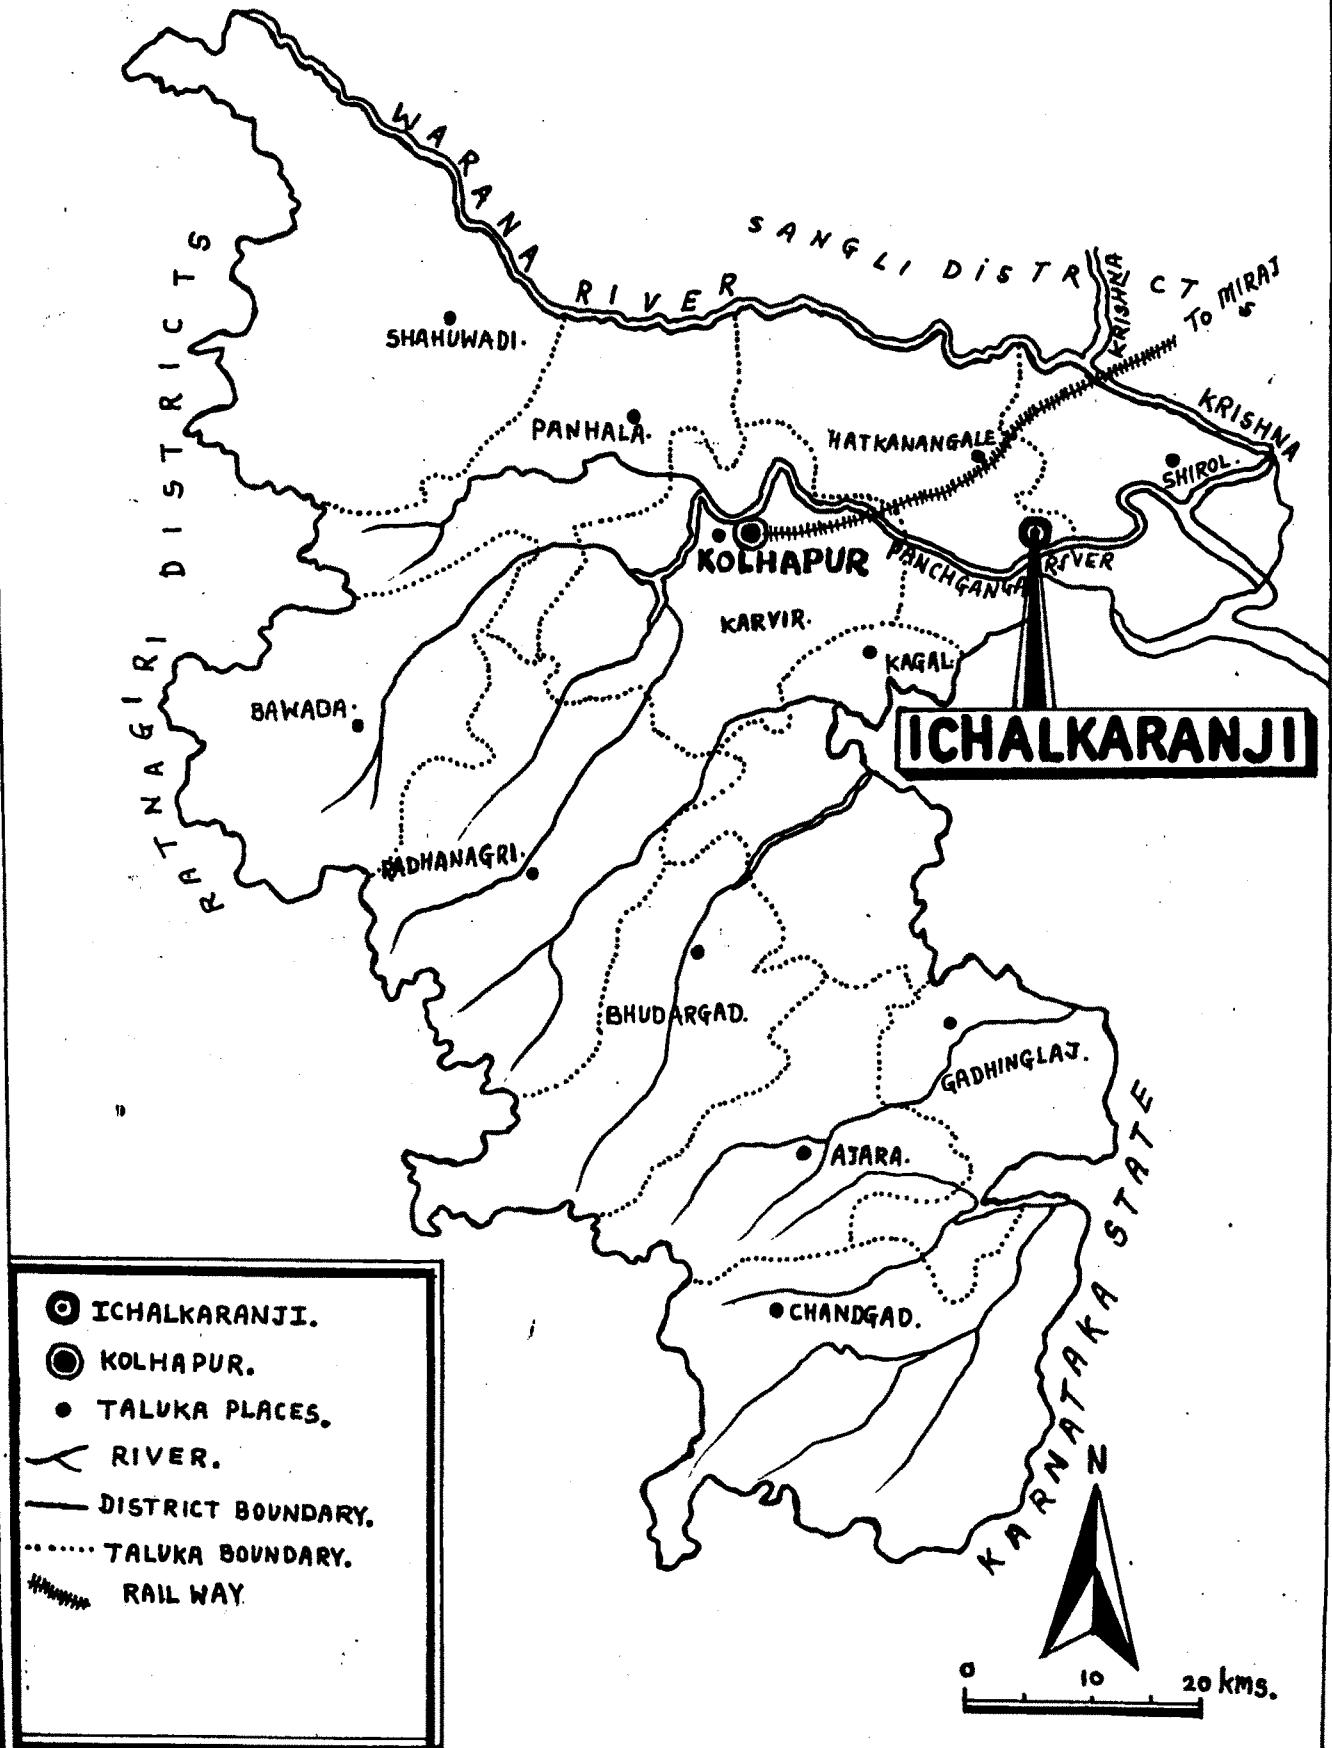 WARANA RIVER
SANGLI DISTRICT
KRISHNA
TO MIRAJ
RATNAGIRI DISTRICTS
SHAHUWADI.
PANHALA.
HATKANANGALE
KRISHNA
SHIROL.
KOLHAPUR
PANCHGANGA RIVER
KARVIR.
KAGAL
BAWADA.
ICHALKARANJI
RADHANAGRI.
BHUDARGAD.
GADHINGLAJ.
AJARA.
CHANDGAD.
KARNATAKA STATE
ICHALKARANJI.
KOLHAPUR.
TALUKA PLACES.
RIVER.
DISTRICT BOUNDARY.
TALUKA BOUNDARY.
RAIL WAY
N
0 10 20 kms.